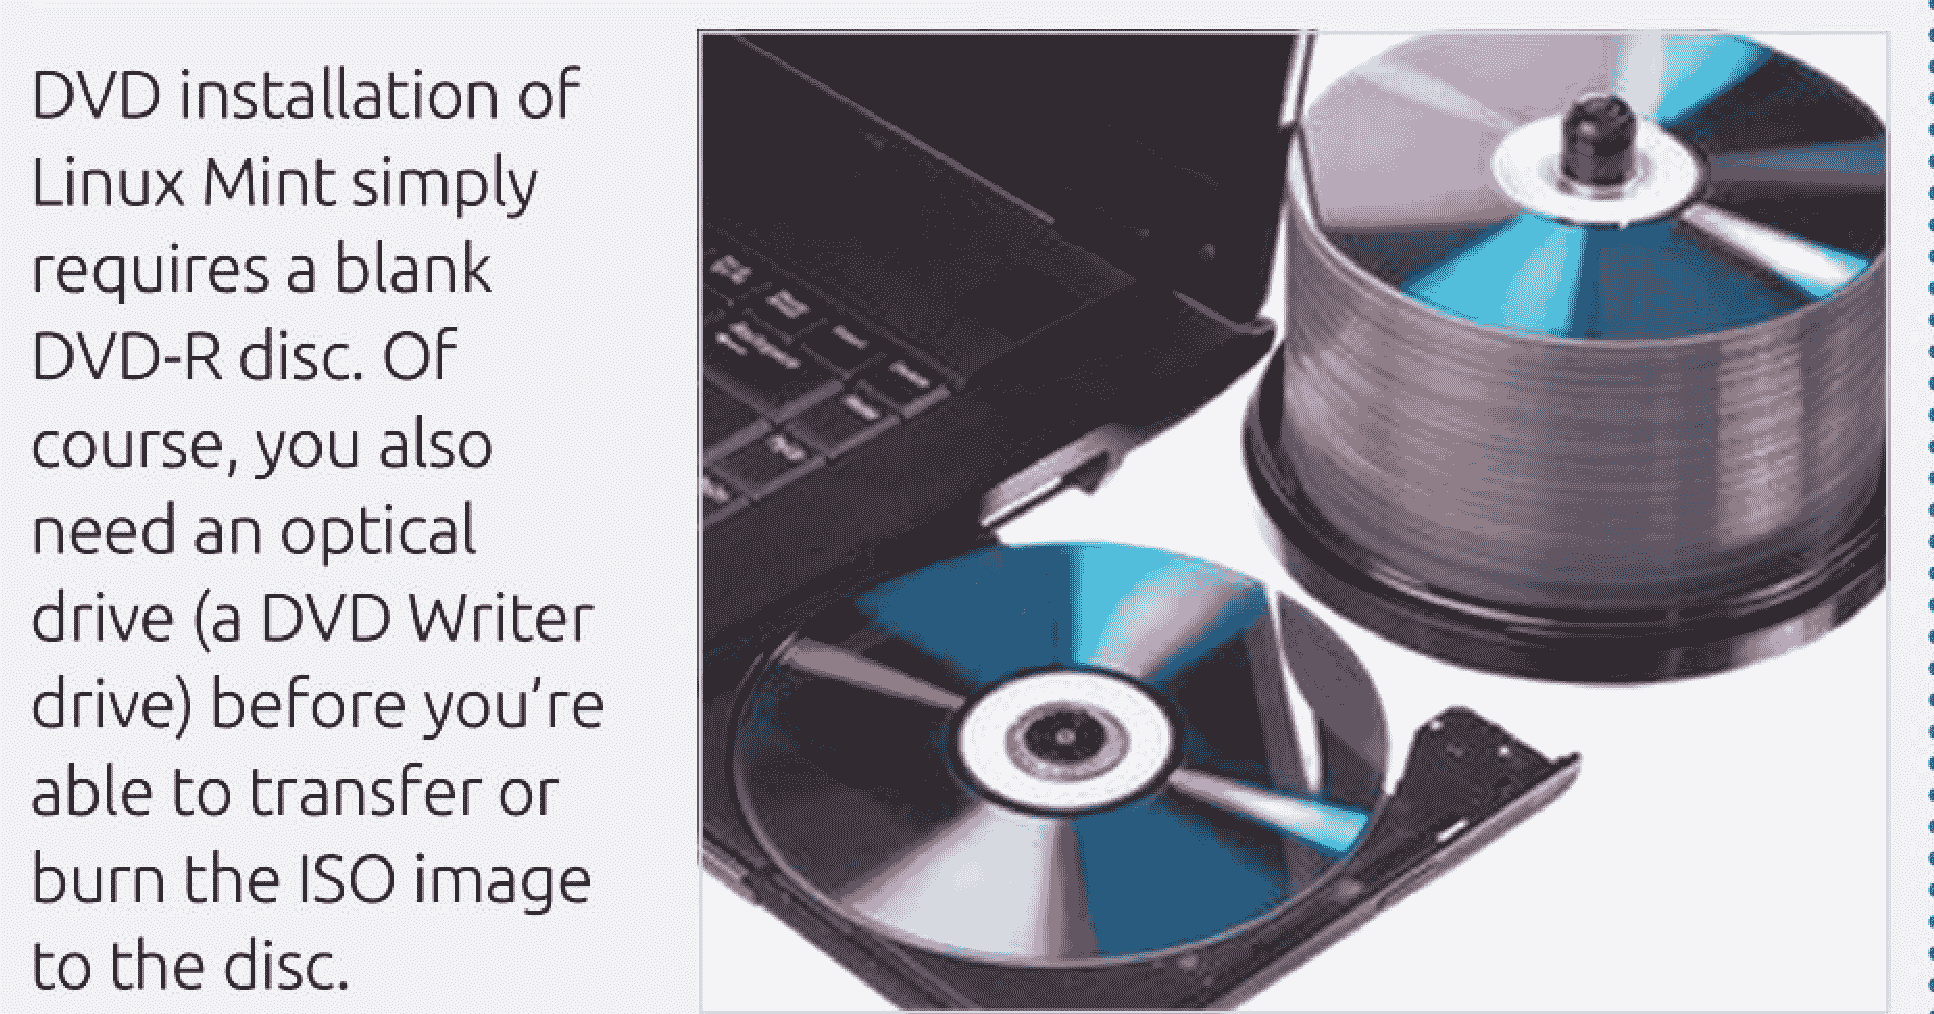 DVD installation of
Linux Mint simply
requires a blank
DVD-R disc. Of
course, you also
need an optical
drive (a DVD Writer
drive) before you’re
able to transfer or
burn the ISO image
to the disc.